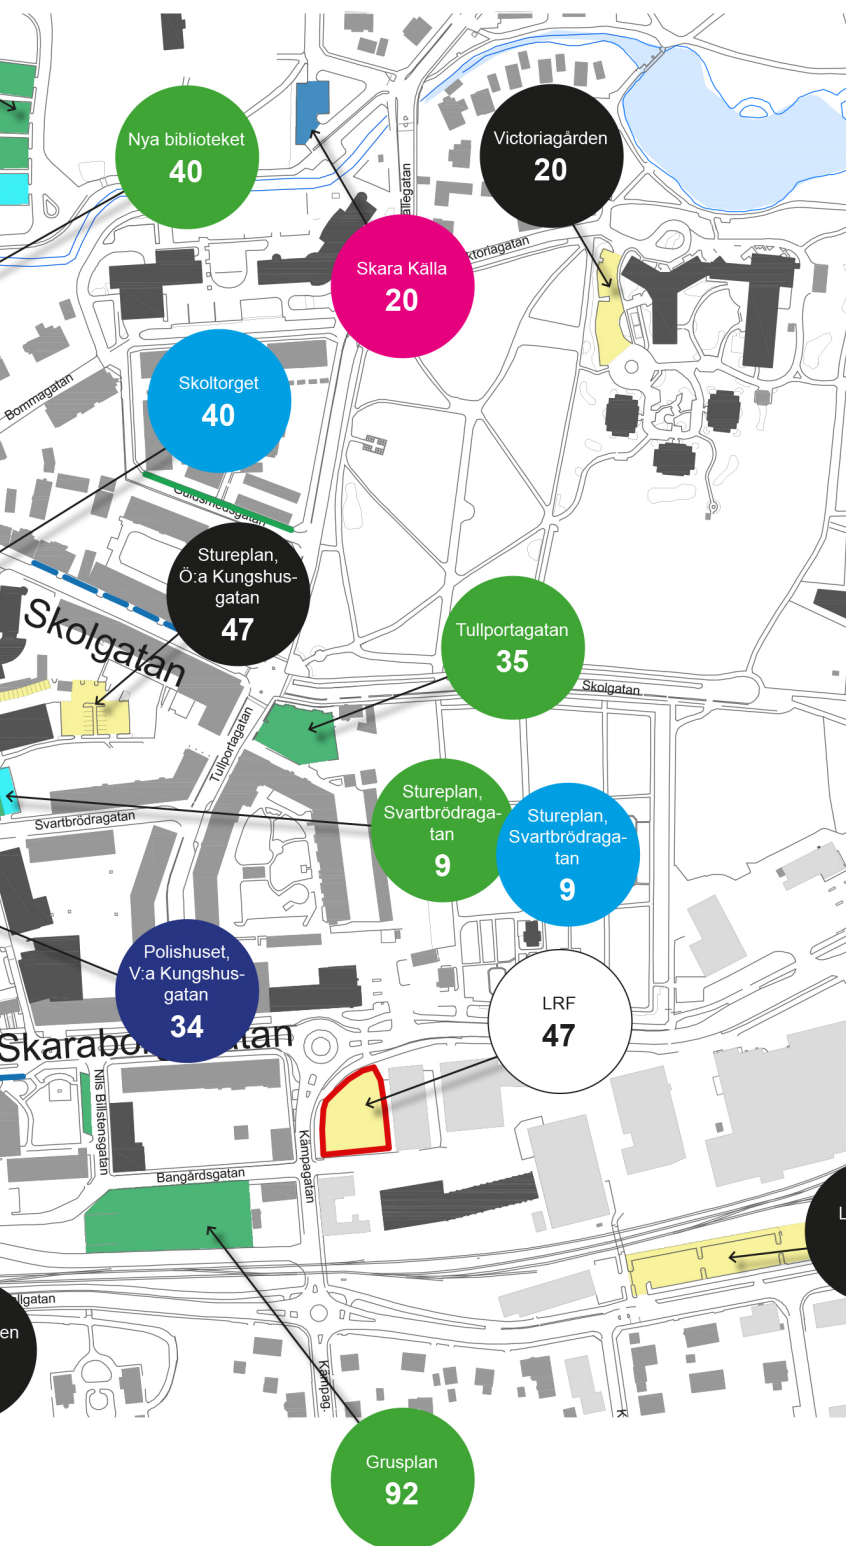 Nya biblioteket
40
Victoriagården
20
Skara Källa
20
Skoltorget
40
Bommagatan
Stureplan,
Ö:a Kungshus-
gatan
47
Skolgatan
Tullportagatan
35
Skolgatan
Tullportagatan
Stureplan,
Svartbrödraga-
tan
9
Stureplan,
Svartbrödraga-
tan
9
Svartbrödragatan
Polishuset,
V:a Kungshus-
gatan
34
LRF
47
Nils Billstensgatan
Kämpagatan
Bangårdsgatan
Kämpag.
Grusplan
92